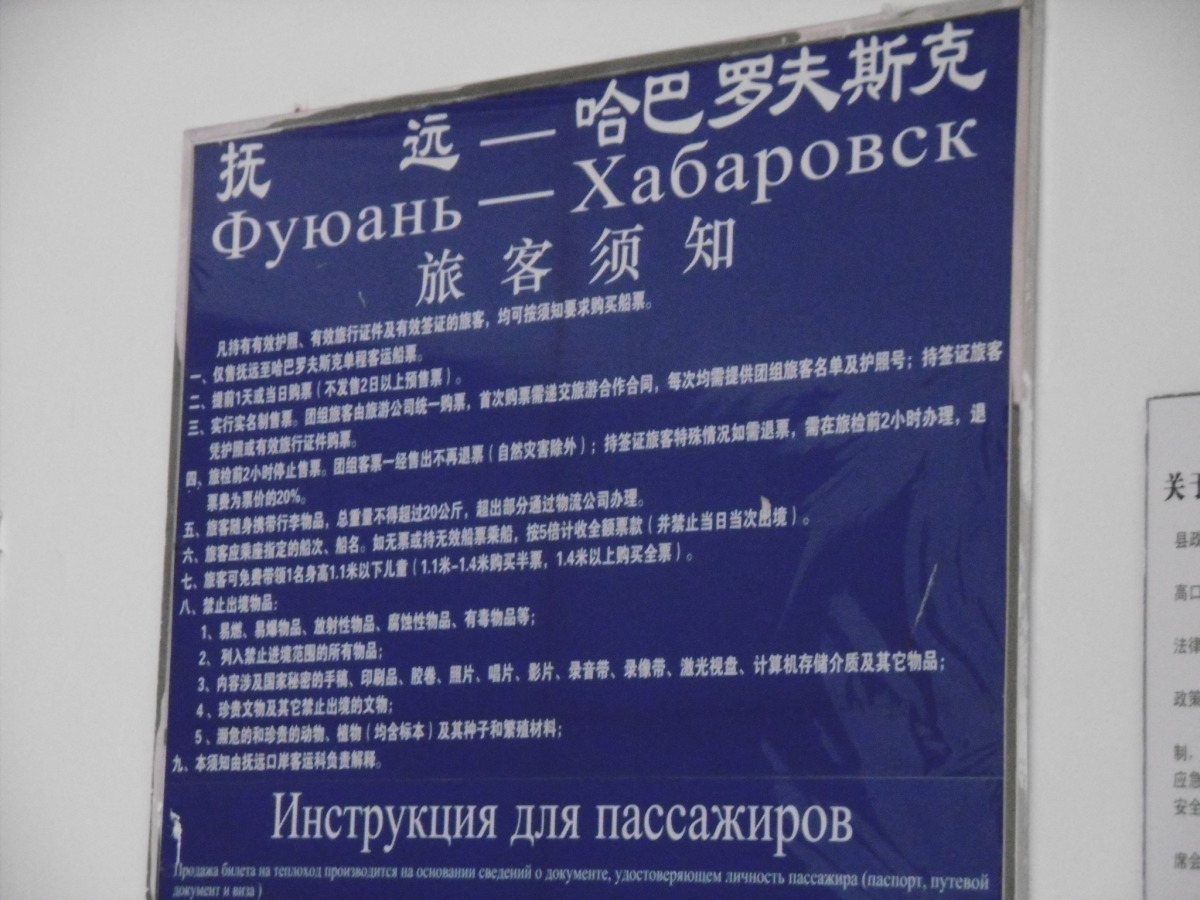 抚 远 — 哈巴罗夫斯克
Фуюань — Хабаровск
旅 客 须 知
凡持有有效护照、有效旅行证件及有效签证的旅客，均可按须知要求购买船票。
一、仅售抚远至哈巴罗夫斯克单程客运船票。
二、提前1天或当日购票（不发售2日以上预售票）。
三、实行实名制售票。团组旅客由旅游公司统一购票，首次购票需递交旅游合作合同，每次均需提供团组旅客名单及护照号；持签证旅客
凭护照或有效旅行证件购票。
四、旅检前2小时停止售票。团组客票一经售出不再退票（自然灾害除外）；持签证旅客特殊情况如需退票，需在旅检前2小时办理，退
票费为票价的20%。
五、旅客随身携带行李物品，总重量不得超过20公斤，超出部分通过物流公司办理。
六、旅客应乘座指定的船次、船名。如无票或持无效船票乘船，按5倍计收全额票款（并禁止当日当次出境）。
七、旅客可免费带领1名身高1.1米以下儿童（1.1米-1.4米购买半票，1.4米以上购买全票）。
八、禁止出境物品：
1、易燃、易爆物品、放射性物品、腐蚀性物品、有毒物品等；
2、列入禁止进境范围的所有物品；
3、内容涉及国家秘密的手稿、印刷品、胶卷、照片、唱片、影片、录音带、录像带、激光视盘、计算机存储介质及其它物品；
4、珍贵文物及其它禁止出境的文物；
5、濒危的和珍贵的动物、植物（均含标本）及其种子和繁殖材料；
九、本须知由抚远口岸客运科负责解释。
Инструкция для пассажиров
Продажа билета на теплоход производится на основании сведений о документе, удостоверяющем личность пассажира (паспорт, путевой
документ и виза )
关于
县政
高口
法律
政策
制，
应急
安全
席会